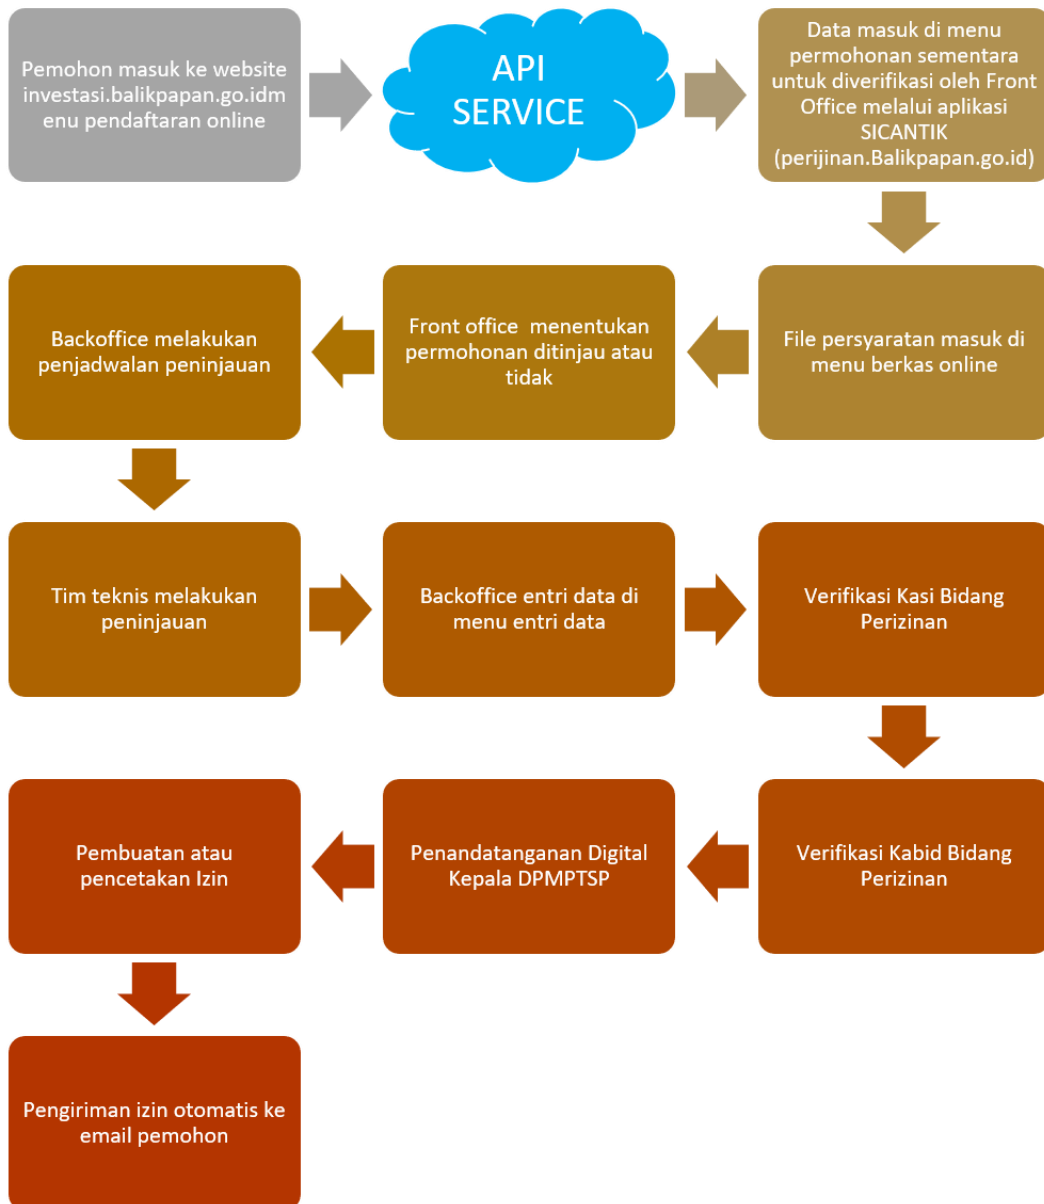 Pemohon masuk ke website
investasi.balikpapan.go.idm
enu pendaftaran online
API
SERVICE
Data masuk di menu
permohonan sementara
untuk diverifikasi oleh Front
Office melalui aplikasi
SICANTIK
(perijinan.Balikpapan.go.id)
File persyaratan masuk di
menu berkas online
Front office  menentukan
permohonan ditinjau atau
tidak
Backoffice melakukan
penjadwalan peninjauan
Tim teknis melakukan
peninjauan
Backoffice entri data di
menu entri data
Verifikasi Kasi Bidang
Perizinan
Verifikasi Kabid Bidang
Perizinan
Penandatanganan Digital
Kepala DPMPTSP
Pembuatan atau
pencetakan Izin
Pengiriman izin otomatis ke
email pemohon